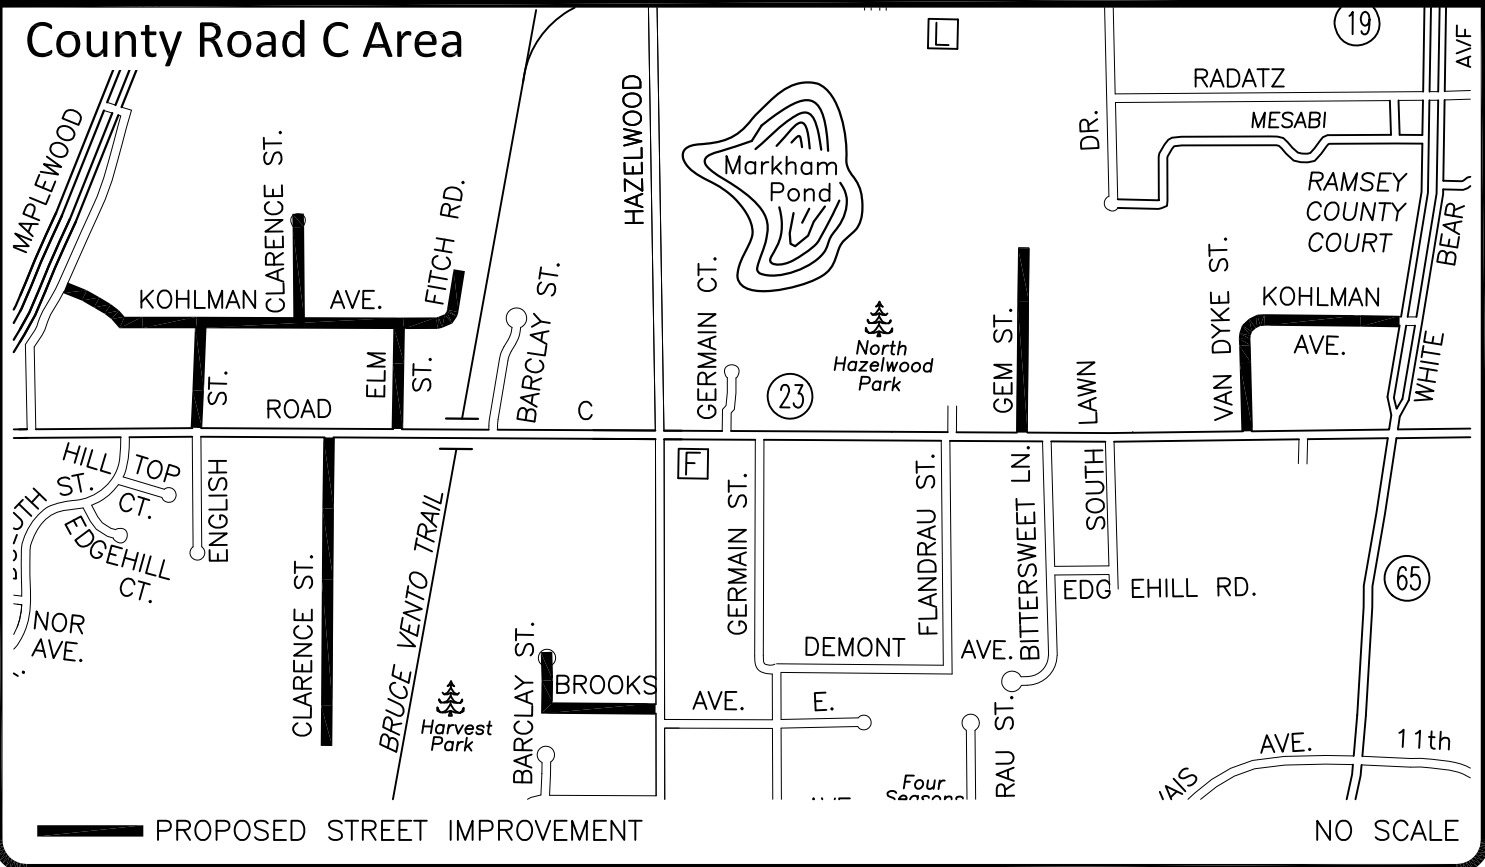 County Road C Area
L
19
AVE
RADATZ
MAPLEWOOD
CLARENCE ST.
HAZELWOOD
DR.
MESABI
Markham
Pond
RAMSEY
COUNTY
COURT
BEAR
FITCH RD.
BARCLAY ST.
GERMAIN CT.
VAN DYKE ST.
KOHLMAN
AVE.
KOHLMAN
AVE.
WHITE
North
Hazelwood
Park
GEM ST.
LAWN
ST.
ELM
ST.
ROAD
C
23
HILL TOP
ST. CT.
EDGEHILL
CT.
ENGLISH
F
GERMAIN ST.
FLANDRAU ST.
BITTERSWEET LN.
SOUTH
EDG EHILL RD.
65
NOR
AVE.
CLARENCE ST.
BRUCE VENTO TRAIL
BARCLAY ST.
DEMONT
AVE.
BROOKS
AVE.
E.
Harvest
Park
BARCLAY ST.
RAU ST.
AVE.
11th
Four
Seasons
PROPOSED STREET IMPROVEMENT
NO SCALE